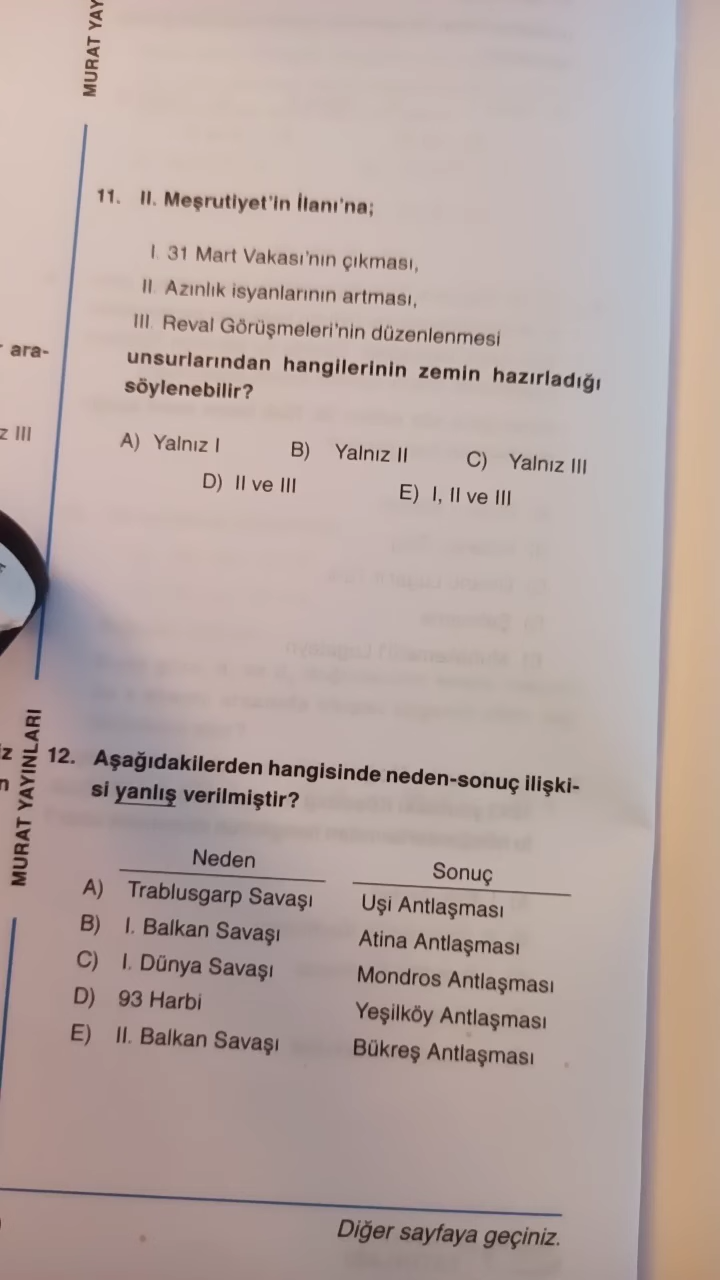 MURAT YAY
11. II. Meşrutiyet'in İlanı'na;
I. 31 Mart Vakası'nın çıkması,
II. Azınlık isyanlarının artması,
III. Reval Görüşmeleri'nin düzenlenmesi
unsurlarından hangilerinin zemin hazırladığı
söylenebilir?
A) Yalnız I B) Yalnız II C) Yalnız III
D) II ve III E) I, II ve III
ara-
z III
iz
n
MURAT YAYINLARI
12. Aşağıdakilerden hangisinde neden-sonuç ilişki-
si yanlış verilmiştir?
Neden Sonuç
A) Trablusgarp Savaşı Uşi Antlaşması
B) I. Balkan Savaşı Atina Antlaşması
C) I. Dünya Savaşı Mondros Antlaşması
D) 93 Harbi Yeşilköy Antlaşması
E) II. Balkan Savaşı Bükreş Antlaşması
Diğer sayfaya geçiniz.